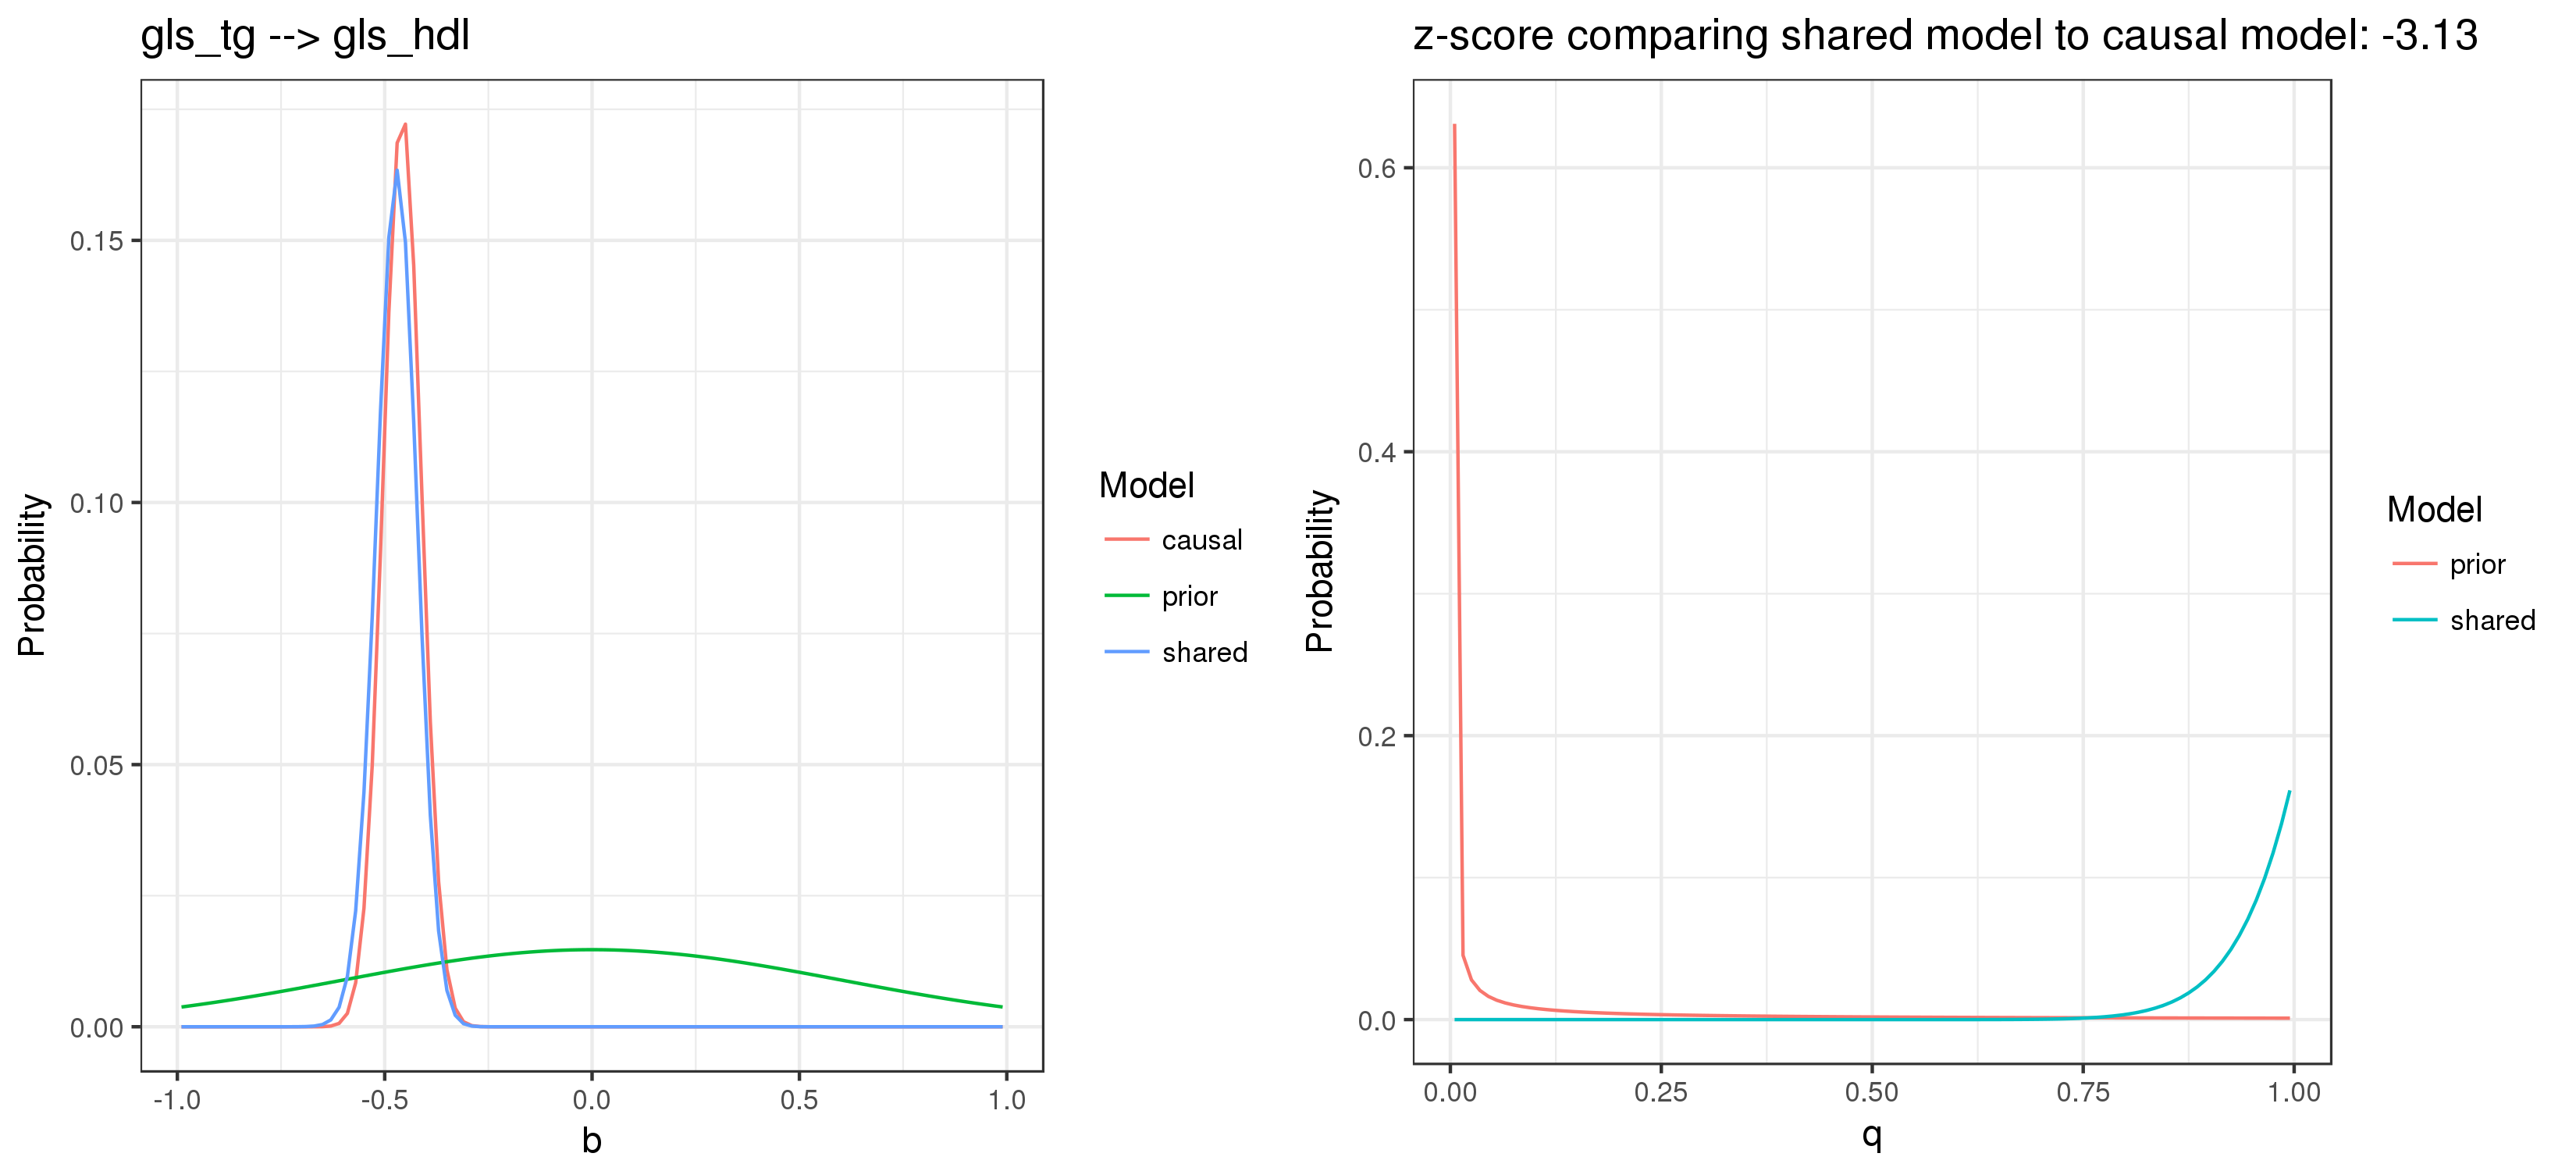 gls_tg --> gls_hdl
Probability
0.15
0.10
0.05
0.00
-1.0
-0.5
0.0
0.5
1.0
b
Model
causal
prior
shared
z-score comparing shared model to causal model: -3.13
Probability
0.6
0.4
0.2
0.0
0.00
0.25
0.50
0.75
1.00
q
Model
prior
shared